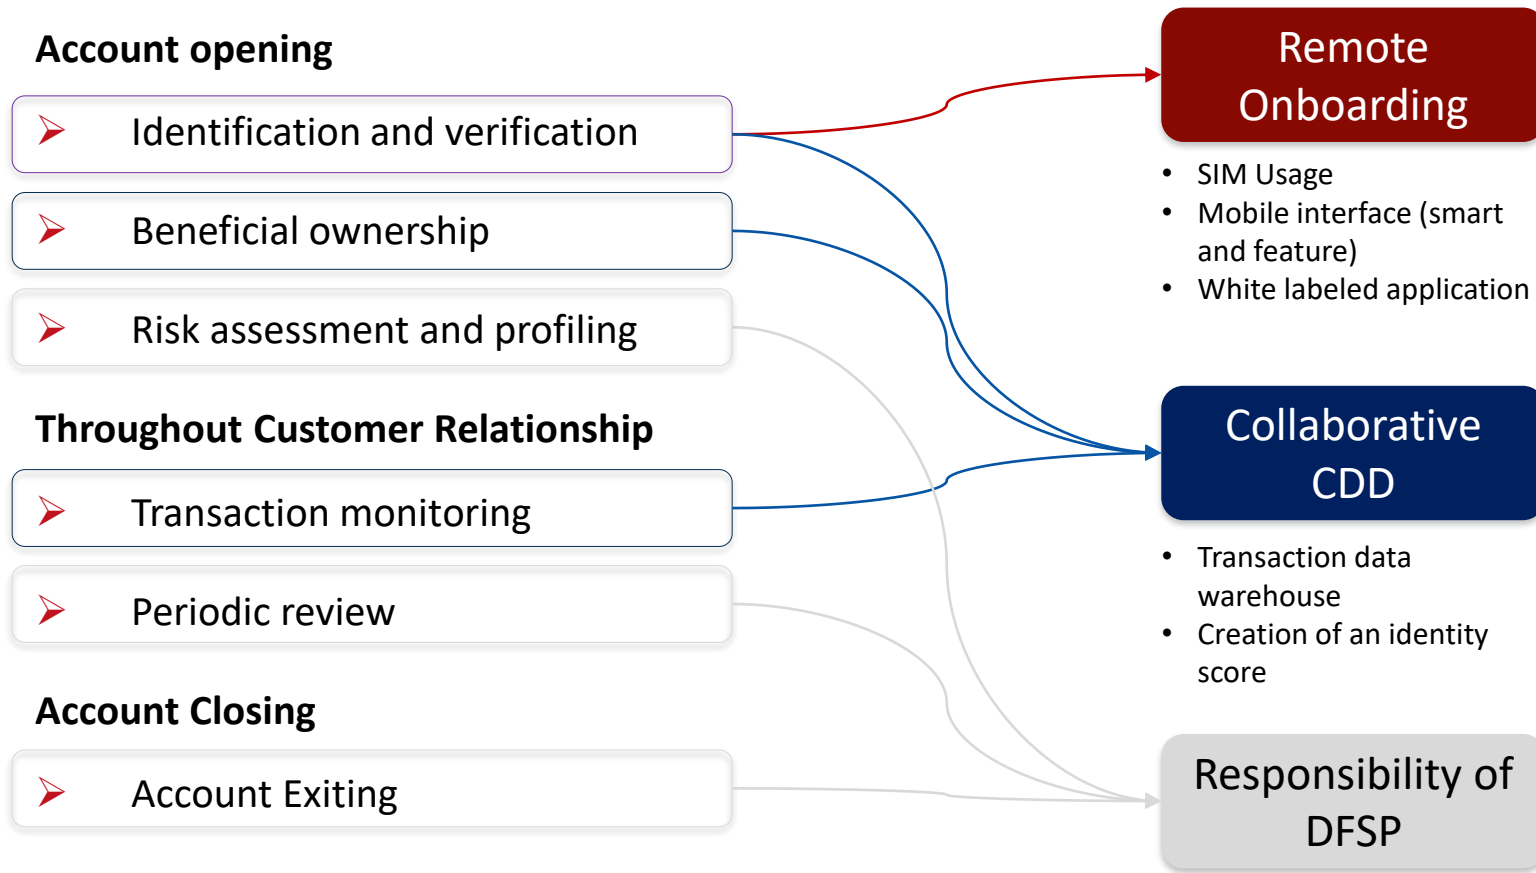 Account opening
Identification and verification
Beneficial ownership
Risk assessment and profiling
Throughout Customer Relationship
Transaction monitoring
Periodic review
Account Closing
Account Exiting
Remote
Onboarding
• SIM Usage
• Mobile interface (smart
and feature)
• White labeled application
Collaborative
CDD
• Transaction data
warehouse
• Creation of an identity
score
Responsibility of
DFSP